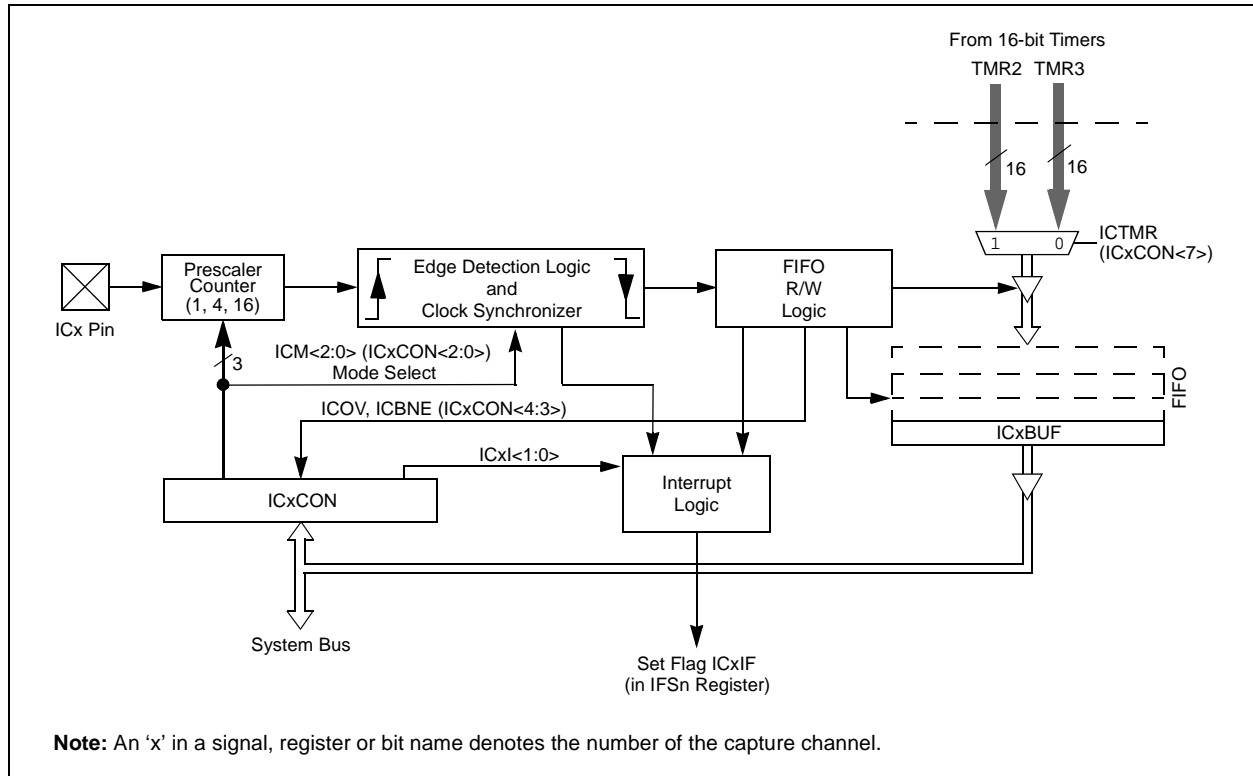 From 16-bit Timers
TMR2 TMR3
16 16
1 0
ICTMR
(ICxCON<7>)
Prescaler
Counter
(1, 4, 16)
Edge Detection Logic
and
Clock Synchronizer
FIFO
R/W
Logic
ICx Pin
3
ICM<2:0> (ICxCON<2:0>)
Mode Select
FIFO
ICOV, ICBNE (ICxCON<4:3>)
ICxBUF
ICxI<1:0>
ICxCON
Interrupt
Logic
System Bus
Set Flag ICxIF
(in IFSn Register)
Note: An ‘x’ in a signal, register or bit name denotes the number of the capture channel.